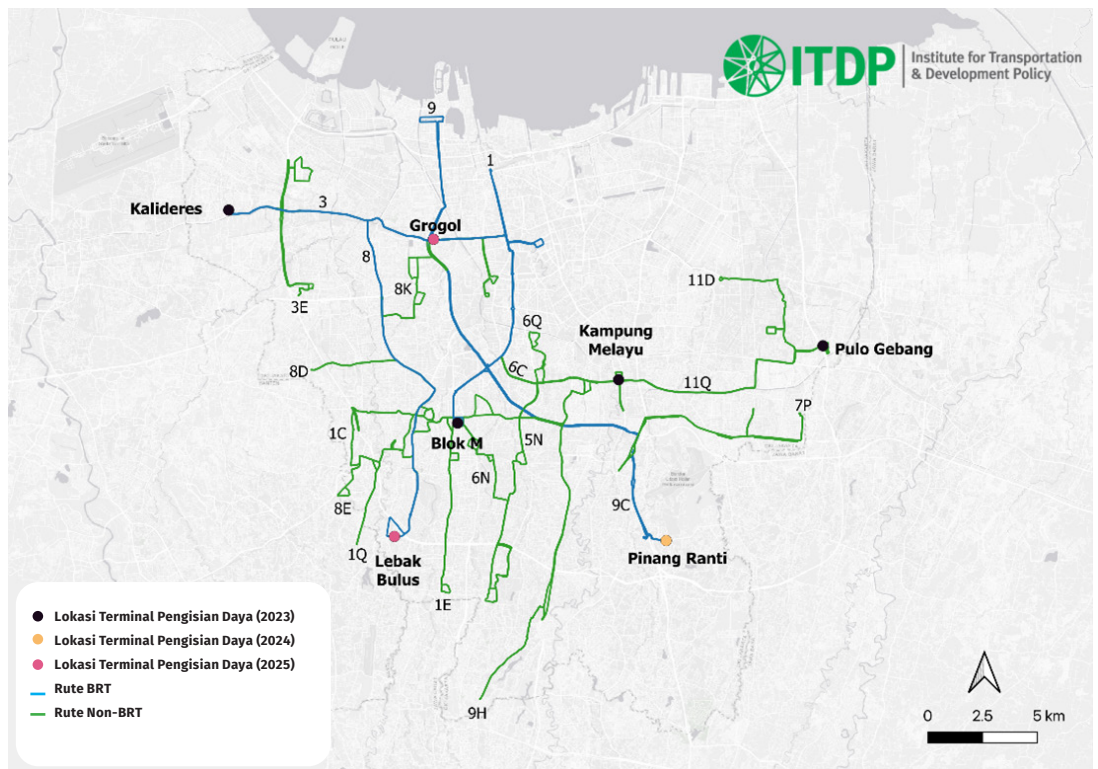 ITDP
Institute for Transportation
& Development Policy
9
1
Kalideres
3
Grogol
8
8K
3E
11D
6Q
Kampung
Melayu
Pulo Gebang
8D
6C
11Q
7P
1C
Blok M
5N
6N
8E
9C
1Q
Lebak
Bulus
Pinang Ranti
1E
9H
Lokasi Terminal Pengisian Daya (2023)
Lokasi Terminal Pengisian Daya (2024)
Lokasi Terminal Pengisian Daya (2025)
Rute BRT
Rute Non-BRT
0 2.5 5 km